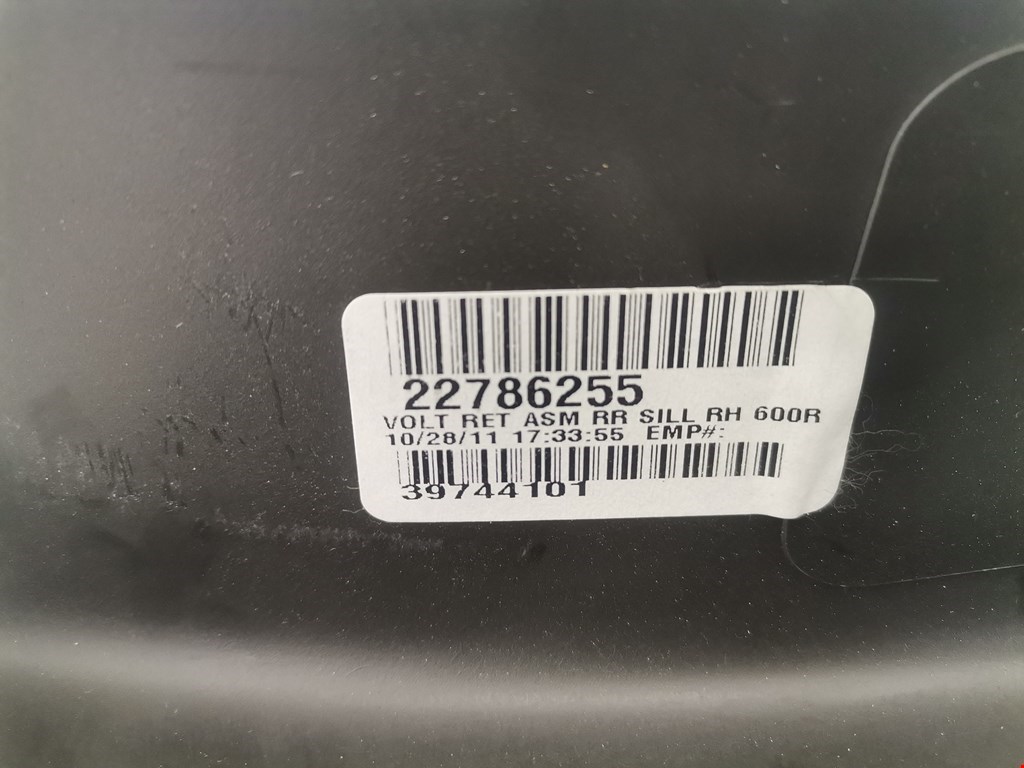 22786255
VOLT RET ASM RR SILL RH 600R
10/28/11 17:33:55 EMP#:
39744101